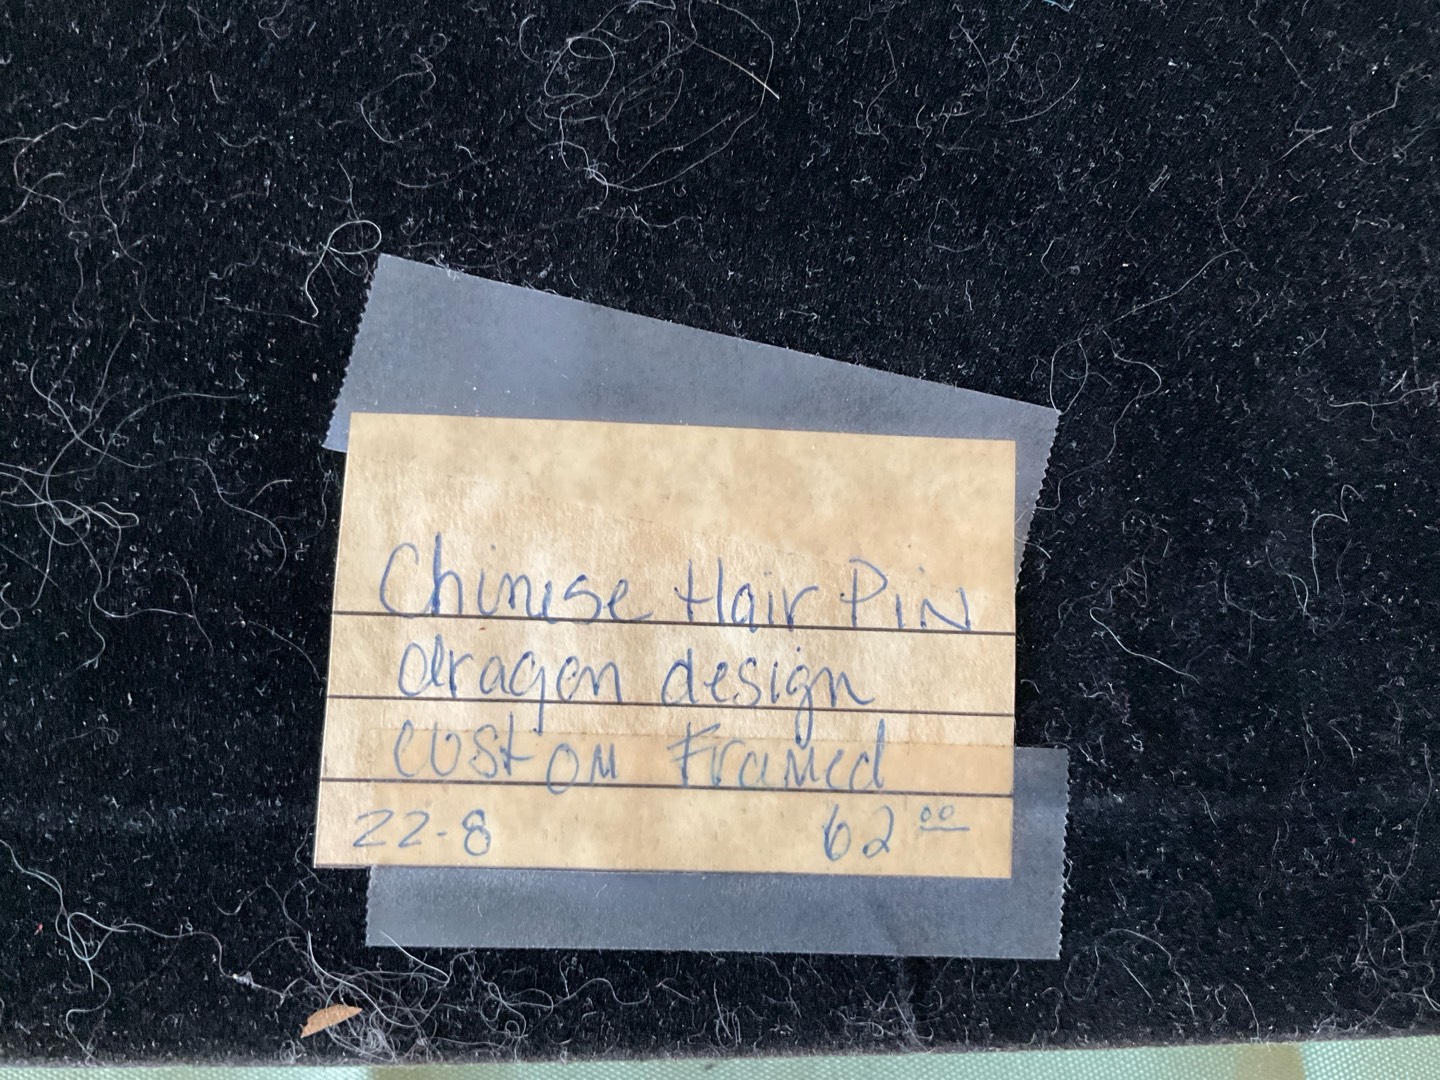 Chinese Hair PiN
dragon design
custom Framed
22-8 62 00